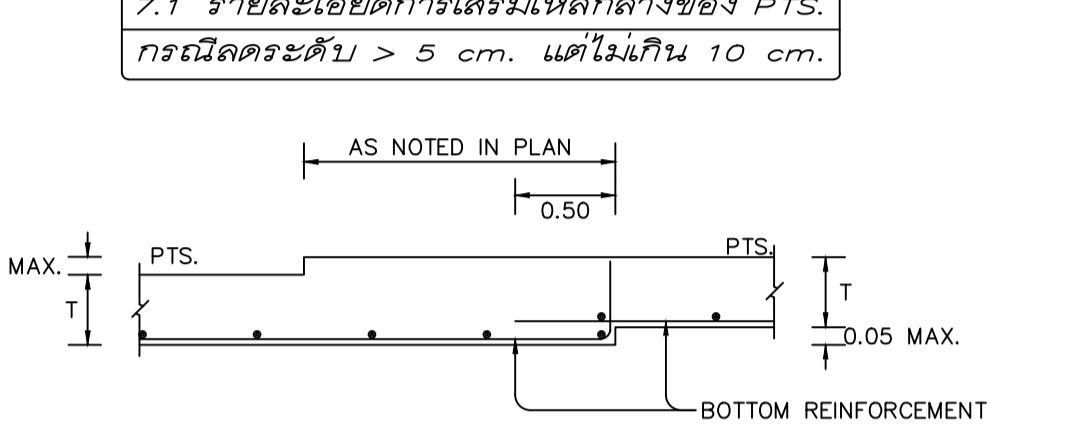 7.1 รายละเอียดการเสริมเหล็กล่างของ PTS.
กรณีลดระดับ > 5 cm. แต่ไม่เกิน 10 cm.
AS NOTED IN PLAN
0.50
PTS.
PTS.
MAX.
T
T
0.05 MAX.
BOTTOM REINFORCEMENT